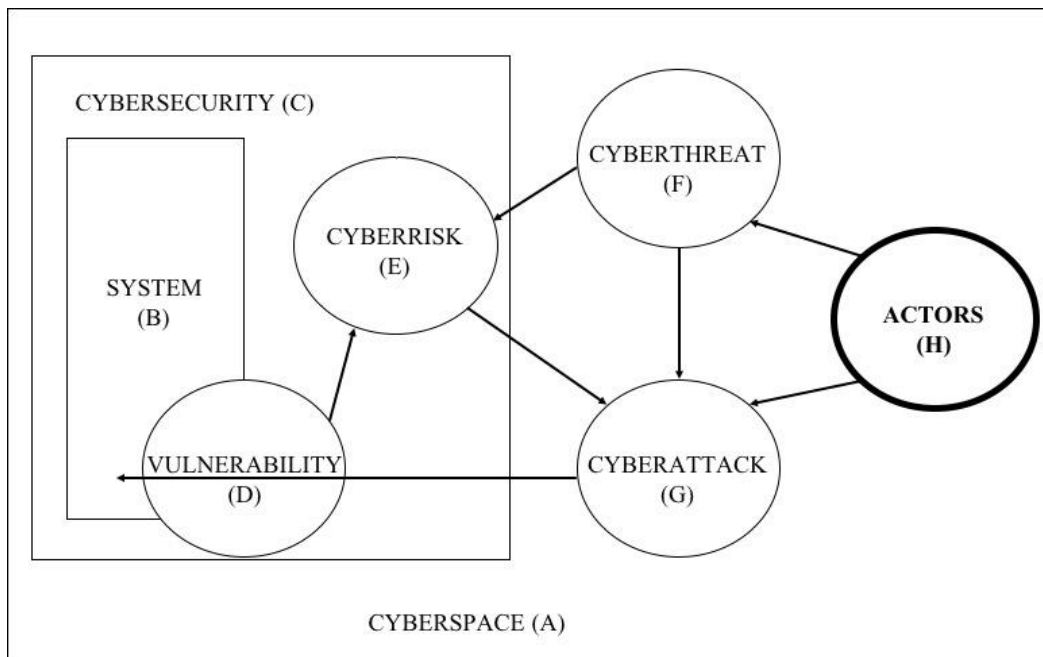 CYBERSECURITY (C)
CYBERTHREAT
(F)
CYBERRISK
(E)
SYSTEM
(B)
ACTORS
(H)
VULNERABILITY
(D)
CYBERATTACK
(G)
CYBERSPACE (A)